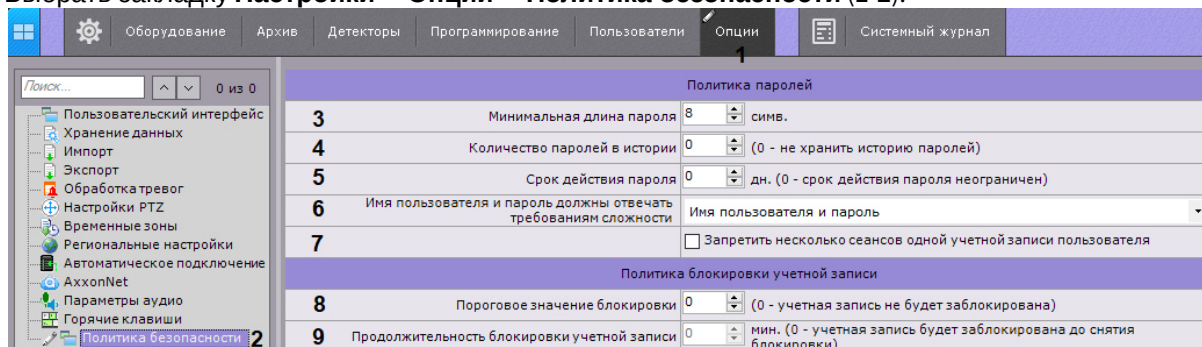 Выбрать закладку Настройки – Опции – Политика безопасности (1-2).
Оборудование Архив Детекторы Программирование Пользователи Опции Системный журнал
1
Поиск... 0 из 0
Пользовательский интерфейс
Хранение данных
Импорт
Экспорт
Обработка тревог
Настройки PTZ
Временные зоны
Региональные настройки
Автоматическое подключение
AxxonNet
Параметры аудио
Горячие клавиши
Политика безопасности 2
Политика паролей
3 Минимальная длина пароля 8 симв.
4 Количество паролей в истории 0 (0 - не хранить историю паролей)
5 Срок действия пароля 0 дн. (0 - срок действия пароля неограничен)
6 Имя пользователя и пароль должны отвечать
требованиям сложности Имя пользователя и пароль
7 Запретить несколько сеансов одной учетной записи пользователя
Политика блокировки учетной записи
8 Пороговое значение блокировки 0 (0 - учетная запись не будет заблокирована)
9 Продолжительность блокировки учетной записи 0 мин. (0 - учетная запись будет заблокирована до снятия
блокировки)